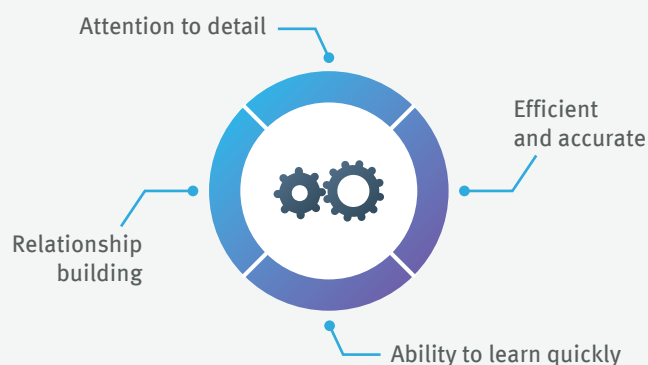 Attention to detail
Efficient
and accurate
Relationship
building
Ability to learn quickly